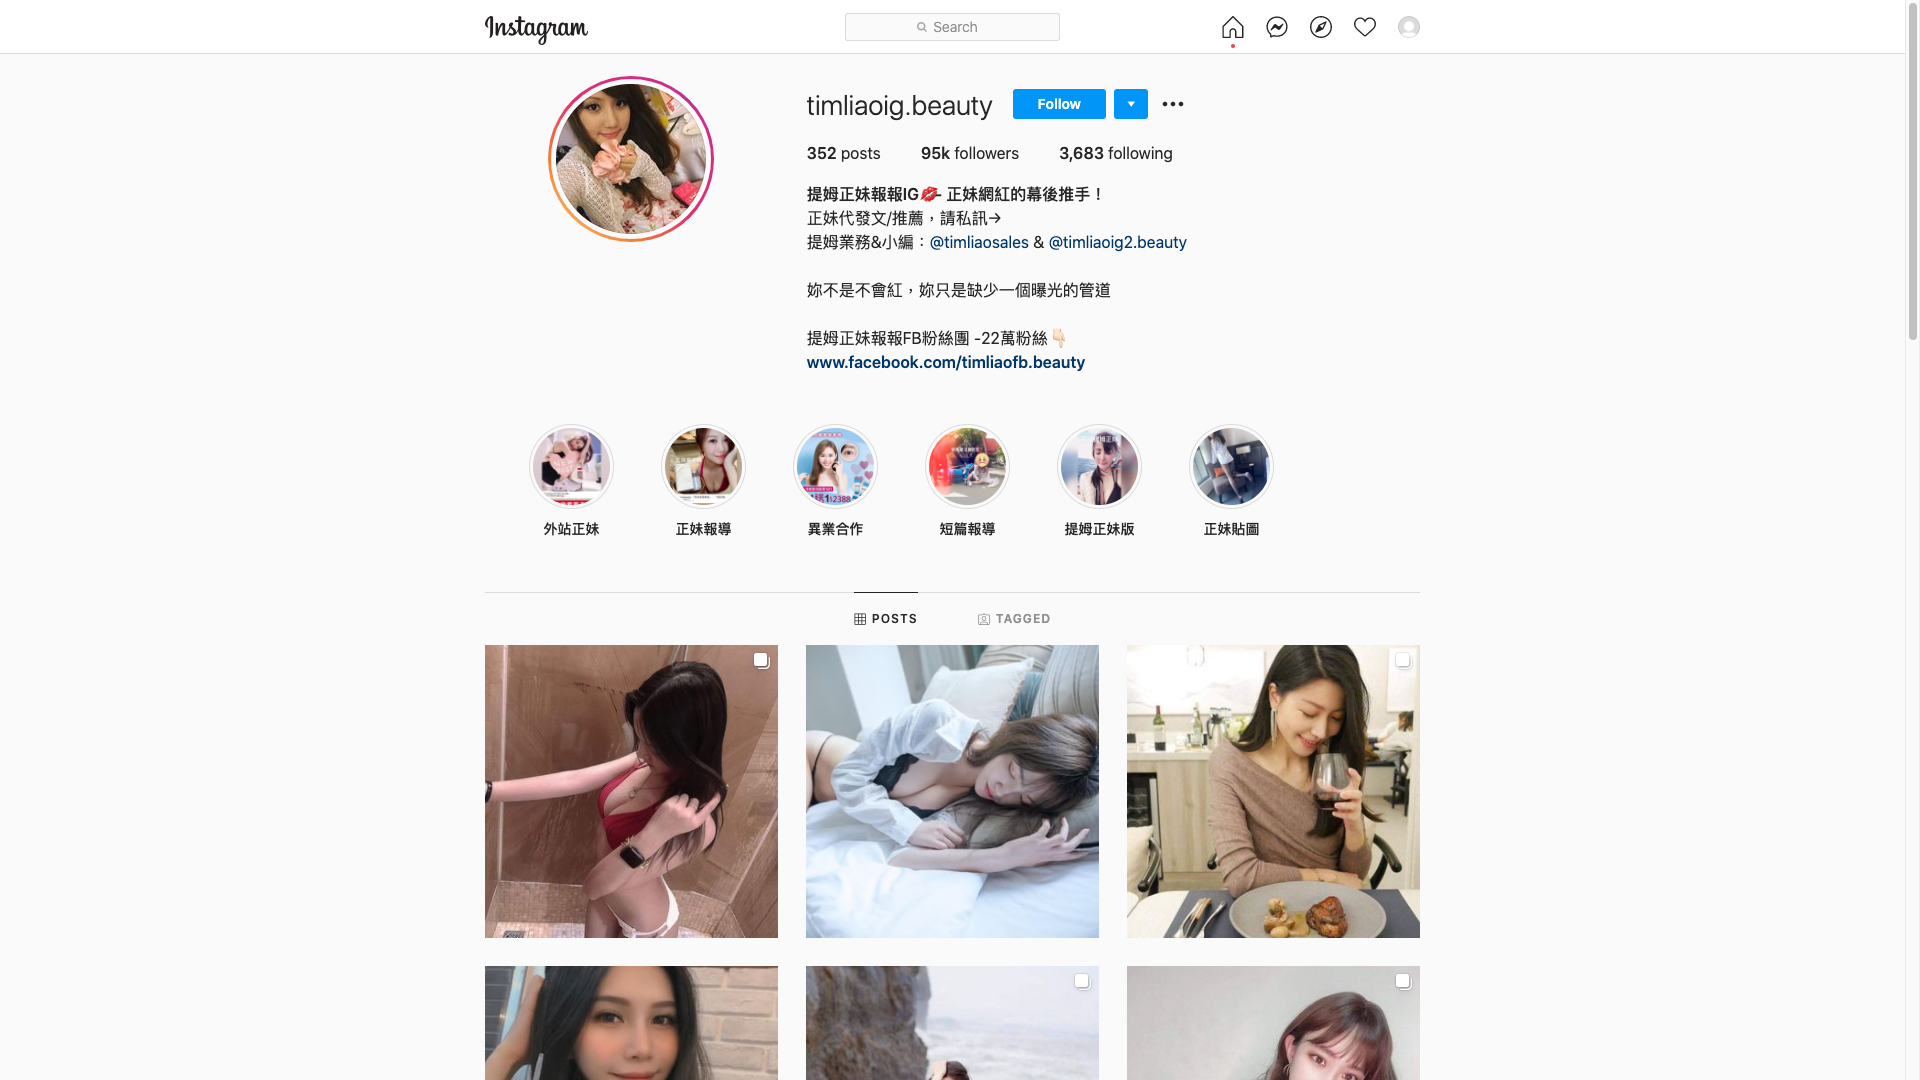 Instagram
Search
timliaoig.beauty
Follow
352 posts
95k followers
3,683 following
提姆正妹報報IG💋- 正妹網紅的幕後推手！
正妹代發文/推薦，請私訊→
提姆業務&小編：@timliaosales & @timliaoig2.beauty
妳不是不會紅，妳只是缺少一個曝光的管道
提姆正妹報報FB粉絲團 -22萬粉絲👇🏻
www.facebook.com/timliaofb.beauty
外站正妹
正妹報導
異業合作
短篇報導
提姆正妹版
正妹貼圖
POSTS
TAGGED